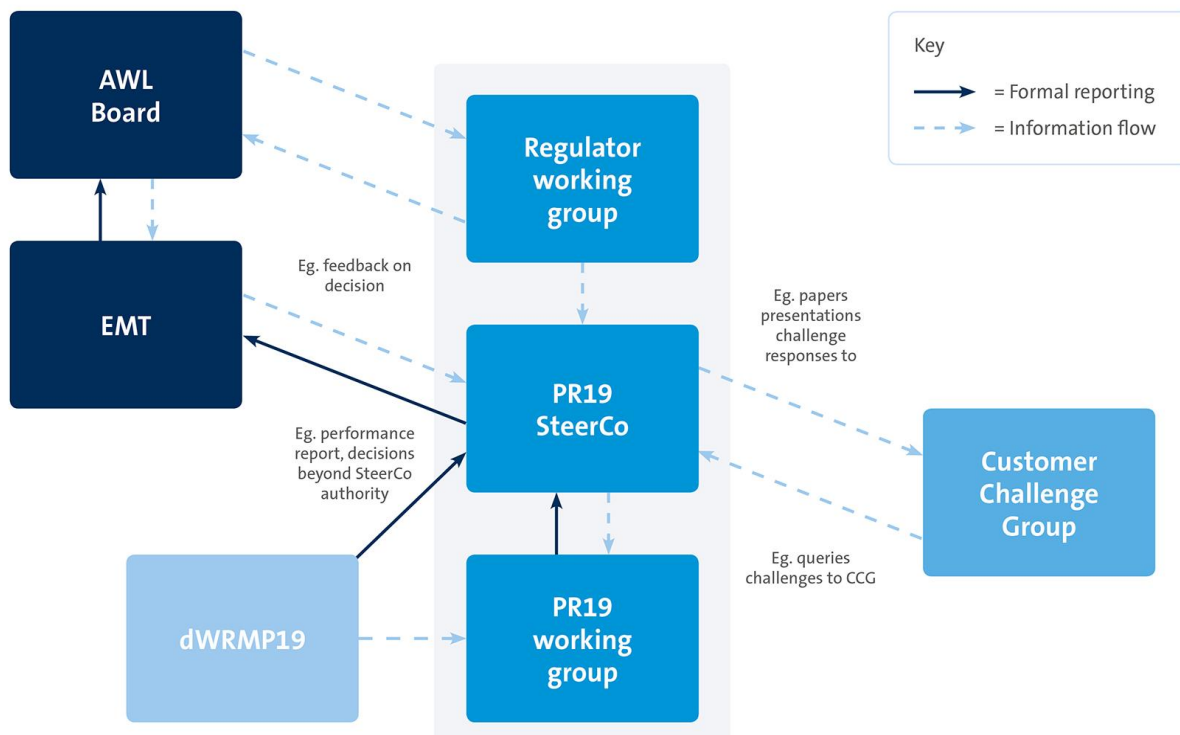 AWL
Board
Key
= Formal reporting
= Information flow
Regulator
working
group
Eg. feedback on
decision
EMT
Eg. papers
presentations
challenge
responses to
PR19
SteerCo
Eg. performance
report, decisions
beyond SteerCo
authority
Customer
Challenge
Group
Eg. queries
challenges to CCG
dWRMP19
PR19
working
group